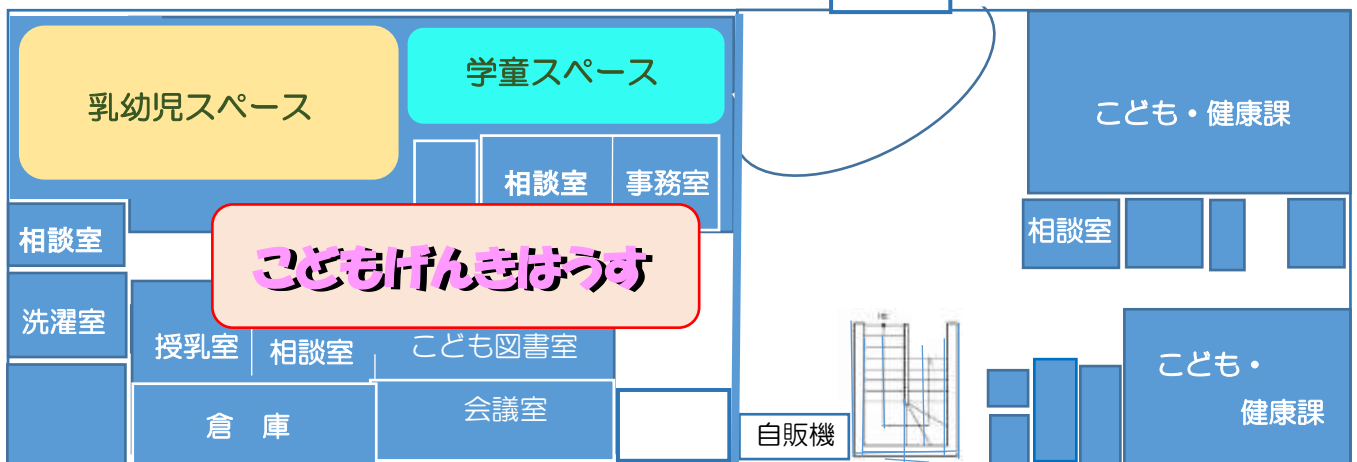 乳幼児スペース
学童スペース
こども・健康課
相談室
事務室
相談室
相談室
こどもげんきはうす
洗濯室
授乳室
相談室
こども図書室
こども・
健康課
倉　庫
会議室
自販機